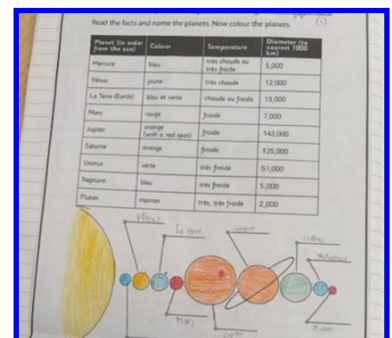 Read the facts and name the planets. Now colour the planets.
Planet (in order from the sun) Colour Temperature Diameter (to nearest 1000 km)
Mercure bleu très chaude ou très froide 5,000
Vénus jaune très chaude 12,000
La Terre (Earth) bleu et verte chaude ou froide 13,000
Mars rouge froide 7,000
Jupiter orange (with a red spot) froide 143,000
Saturne orange froide 125,000
Uranus verte très froide 51,000
Neptune bleu très froide 5,000
Pluton marron très, très froide 2,000
Vénus
La terre
Mars